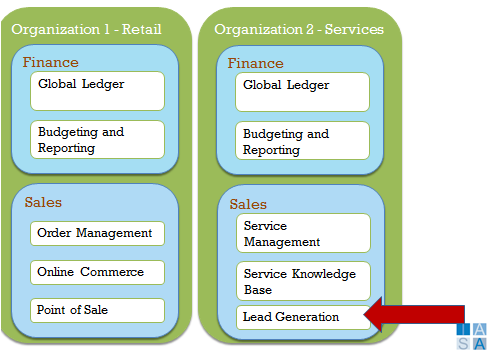 Organization 1 - Retail
Finance
Global Ledger
Budgeting and
Reporting
Sales
Order Management
Online Commerce
Point of Sale
Organization 2 - Services
Finance
Global Ledger
Budgeting and
Reporting
Sales
Service
Management
Service Knowledge
Base
Lead Generation
I A
S A